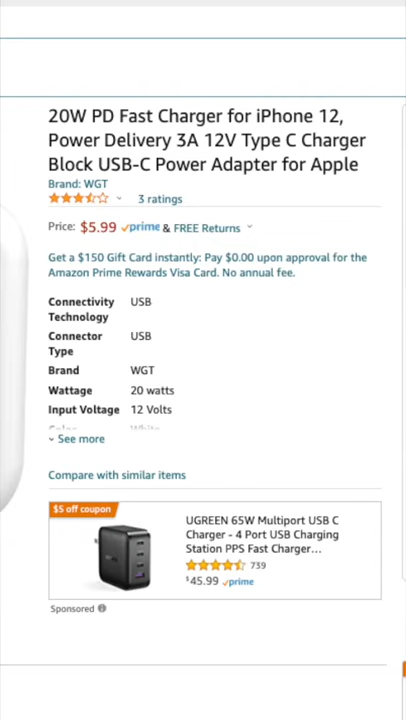 20W PD Fast Charger for iPhone 12,
Power Delivery 3A 12V Type C Charger
Block USB-C Power Adapter for Apple
Brand: WGT
3 ratings
Price: $5.99 prime & FREE Returns
Get a $150 Gift Card instantly: Pay $0.00 upon approval for the
Amazon Prime Rewards Visa Card. No annual fee.
Connectivity USB
Technology
Connector USB
Type
Brand WGT
Wattage 20 watts
Input Voltage 12 Volts
Color White
See more
Compare with similar items
$5 off coupon
UGREEN 65W Multiport USB C
Charger - 4 Port USB Charging
Station PPS Fast Charger...
739
$45.99 prime
Sponsored